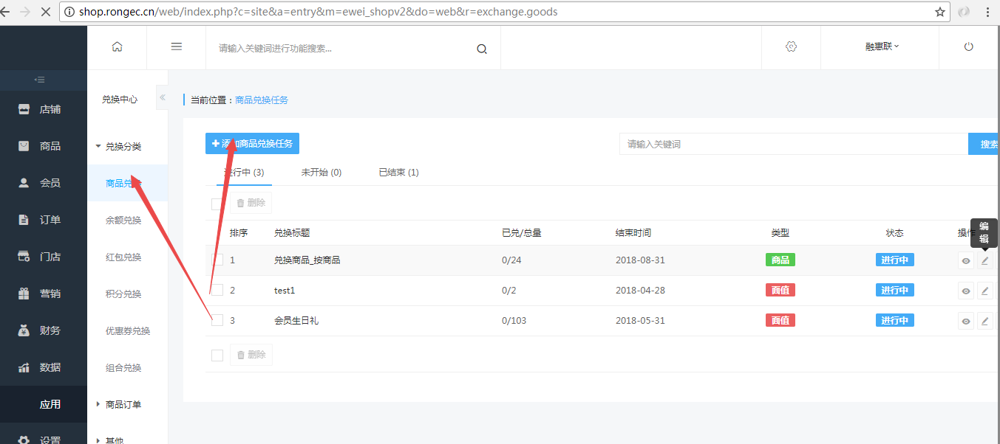 shop.rongec.cn/web/index.php?c=site&a=entry&m=ewei_shopv2&do=web&r=exchange.goods
请输入关键词进行功能搜索...
融惠联
店铺
商品
会员
订单
门店
营销
财务
数据
应用
设置
兑换中心
兑换分类
商品兑换
余额兑换
红包兑换
积分兑换
优惠券兑换
组合兑换
商品订单
其他
当前位置：商品兑换任务
添加商品兑换任务
请输入关键词
搜索
进行中 (3) 未开始 (0) 已结束 (1)
删除
排序 兑换标题 已兑/总量 结束时间 类型 状态 操作
编辑
1 兑换商品_按商品 0/24 2018-08-31 商品 进行中
2 test1 0/2 2018-04-28 面值 进行中
3 会员生日礼 0/103 2018-05-31 面值 进行中
删除